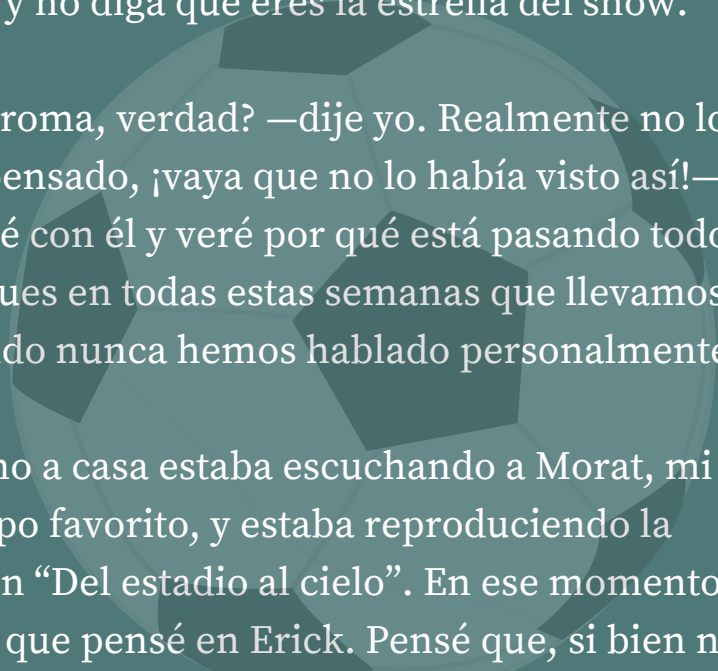 y no diga que eres la estrella del show.
roma, verdad? —dije yo. Realmente no lo
pensado, ¡vaya que no lo había visto así!—
é con él y veré por qué está pasando todo
ues en todas estas semanas que llevamos
do nunca hemos hablado personalmente
no a casa estaba escuchando a Morat, mi
po favorito, y estaba reproduciendo la
n “Del estadio al cielo”. En ese momento
que pensé en Erick. Pensé que, si bien n